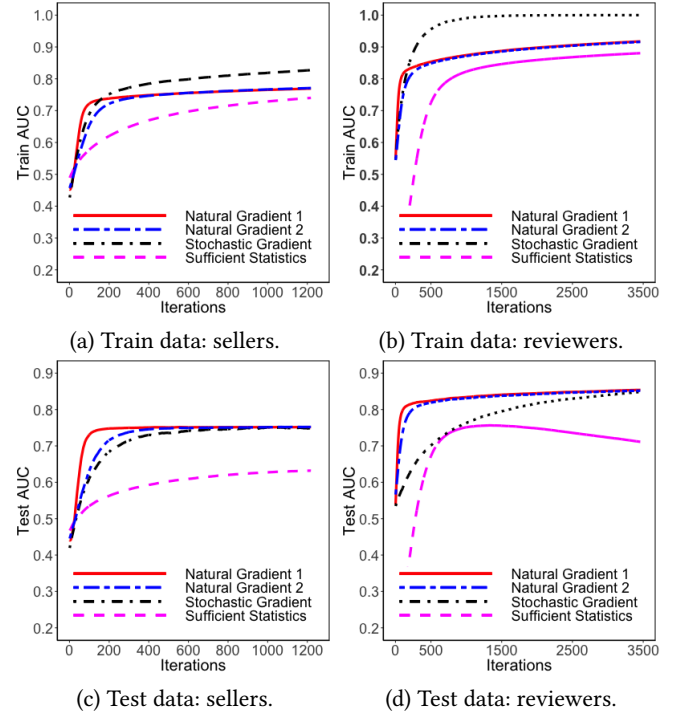 1.0
0.9
0.8
0.7
0.6
0.5
0.4
0.3
0.2
Train AUC
Natural Gradient 1
Natural Gradient 2
Stochastic Gradient
Sufficient Statistics
0 200 400 600 800 1000 1200
Iterations
(a) Train data: sellers.
1.0
0.9
0.8
0.7
0.6
0.5
0.4
0.3
0.2
Train AUC
Natural Gradient 1
Natural Gradient 2
Stochastic Gradient
Sufficient Statistics
0 500 1500 2500 3500
Iterations
(b) Train data: reviewers.
0.9
0.8
0.7
0.6
0.5
0.4
0.3
0.2
Test AUC
Natural Gradient 1
Natural Gradient 2
Stochastic Gradient
Sufficient Statistics
0 200 400 600 800 1000 1200
Iterations
(c) Test data: sellers.
0.9
0.8
0.7
0.6
0.5
0.4
0.3
0.2
Test AUC
Natural Gradient 1
Natural Gradient 2
Stochastic Gradient
Sufficient Statistics
0 500 1500 2500 3500
Iterations
(d) Test data: reviewers.